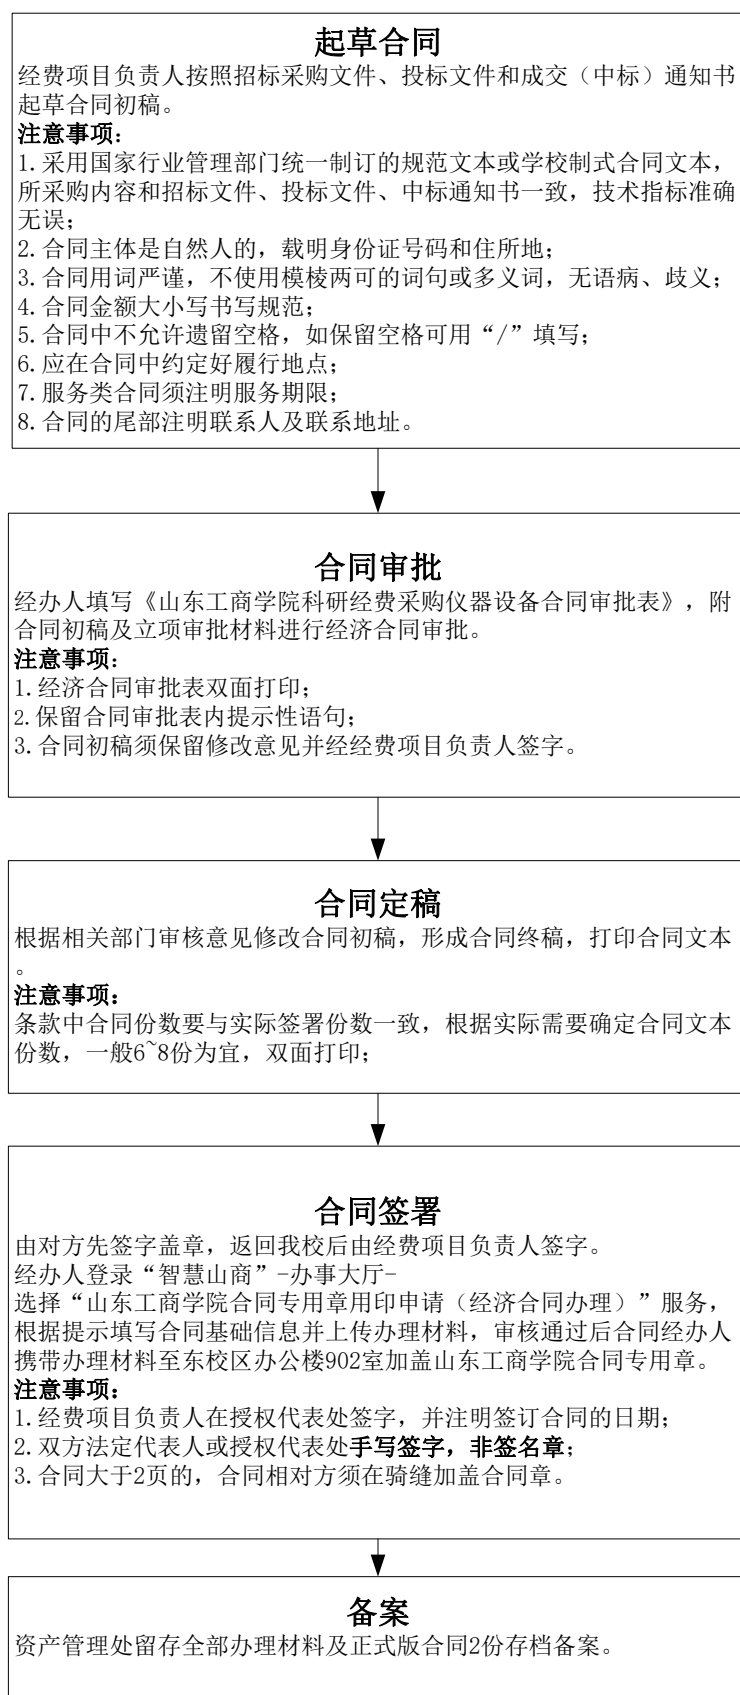 起草合同
经费项目负责人按照招标采购文件、投标文件和成交（中标）通知书
起草合同初稿。
注意事项：
1.采用国家行业管理部门统一制订的规范文本或学校制式合同文本，
所采购内容和招标文件、投标文件、中标通知书一致，技术指标准确
无误；
2.合同主体是自然人的，载明身份证号码和住所地；
3.合同用词严谨，不使用模棱两可的词句或多义词，无语病、歧义；
4.合同金额大小写书写规范；
5.合同中不允许遗留空格，如保留空格可用“/”填写；
6.应在合同中约定好履行地点；
7.服务类合同须注明服务期限；
8.合同的尾部注明联系人及联系地址。
合同审批
经办人填写《山东工商学院科研经费采购仪器设备合同审批表》，附
合同初稿及立项审批材料进行经济合同审批。
注意事项：
1.经济合同审批表双面打印；
2.保留合同审批表内提示性语句；
3.合同初稿须保留修改意见并经经费项目负责人签字。
合同定稿
根据相关部门审核意见修改合同初稿，形成合同终稿，打印合同文本
。
注意事项：
条款中合同份数要与实际签署份数一致，根据实际需要确定合同文本
份数，一般6~8份为宜，双面打印；
合同签署
由对方先签字盖章，返回我校后由经费项目负责人签字。
经办人登录“智慧山商”-办事大厅-
选择“山东工商学院合同专用章用印申请（经济合同办理）”服务，
根据提示填写合同基础信息并上传办理材料，审核通过后合同经办人
携带办理材料至东校区办公楼902室加盖山东工商学院合同专用章。
注意事项：
1.经费项目负责人在授权代表处签字，并注明签订合同的日期；
2.双方法定代表人或授权代表处手写签字，非签名章；
3.合同大于2页的，合同相对方须在骑缝加盖合同章。
备案
资产管理处留存全部办理材料及正式版合同2份存档备案。